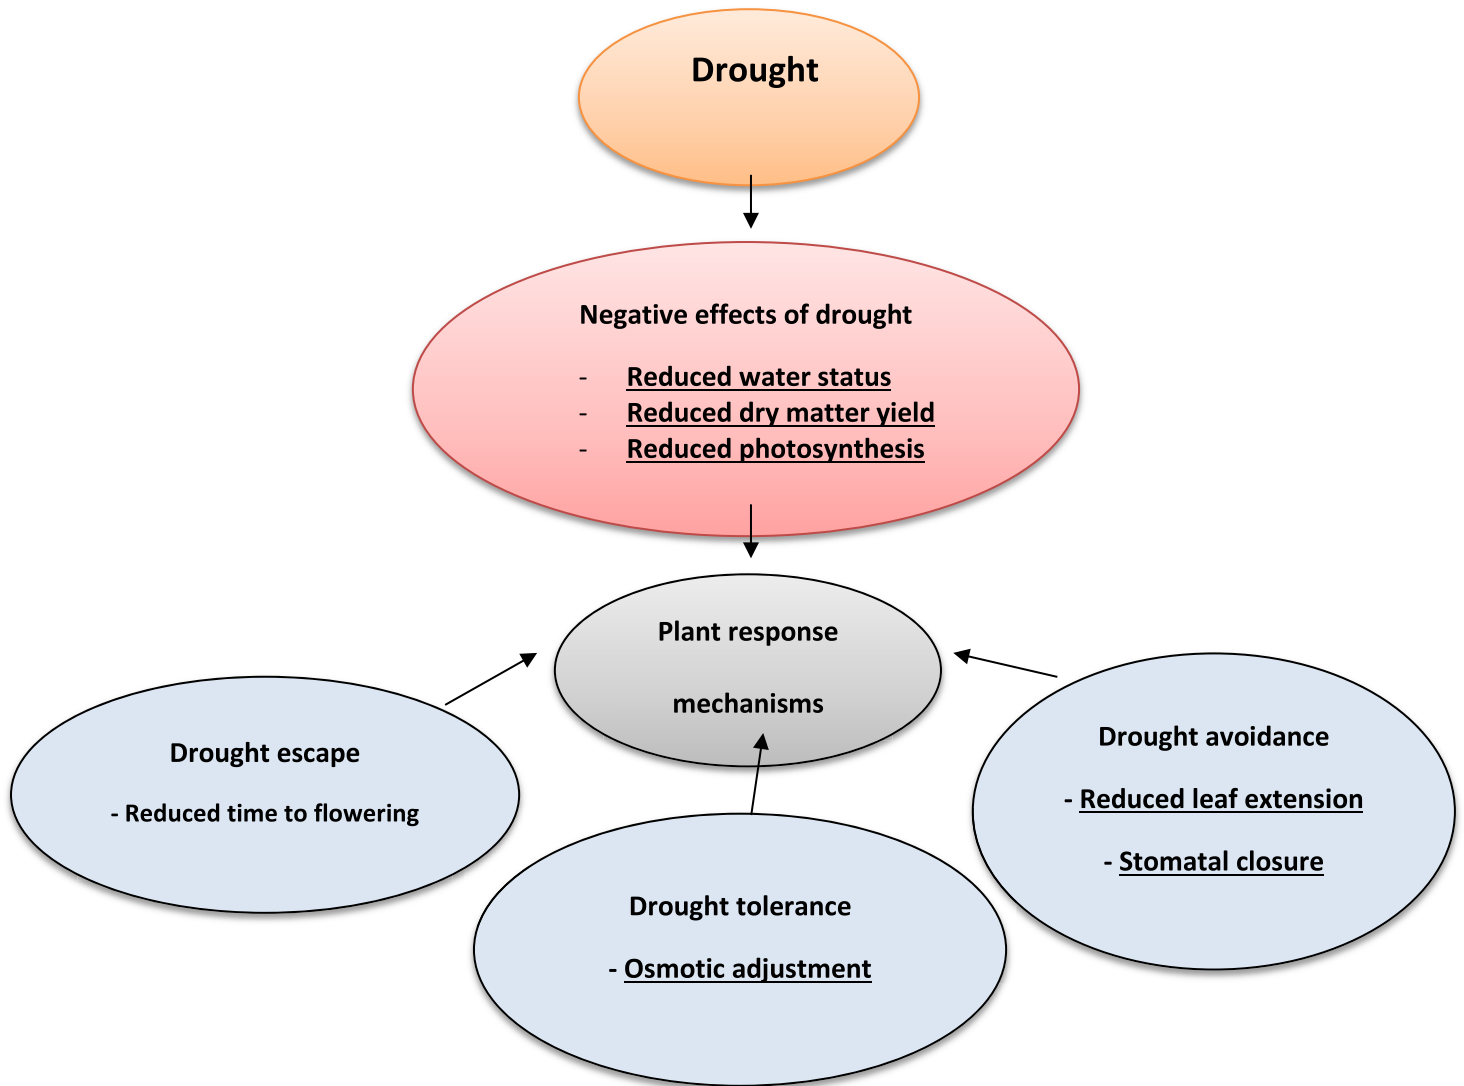 Drought
Negative effects of drought
- Reduced water status
- Reduced dry matter yield
- Reduced photosynthesis
Plant response
mechanisms
Drought escape
- Reduced time to flowering
Drought tolerance
- Osmotic adjustment
Drought avoidance
- Reduced leaf extension
- Stomatal closure